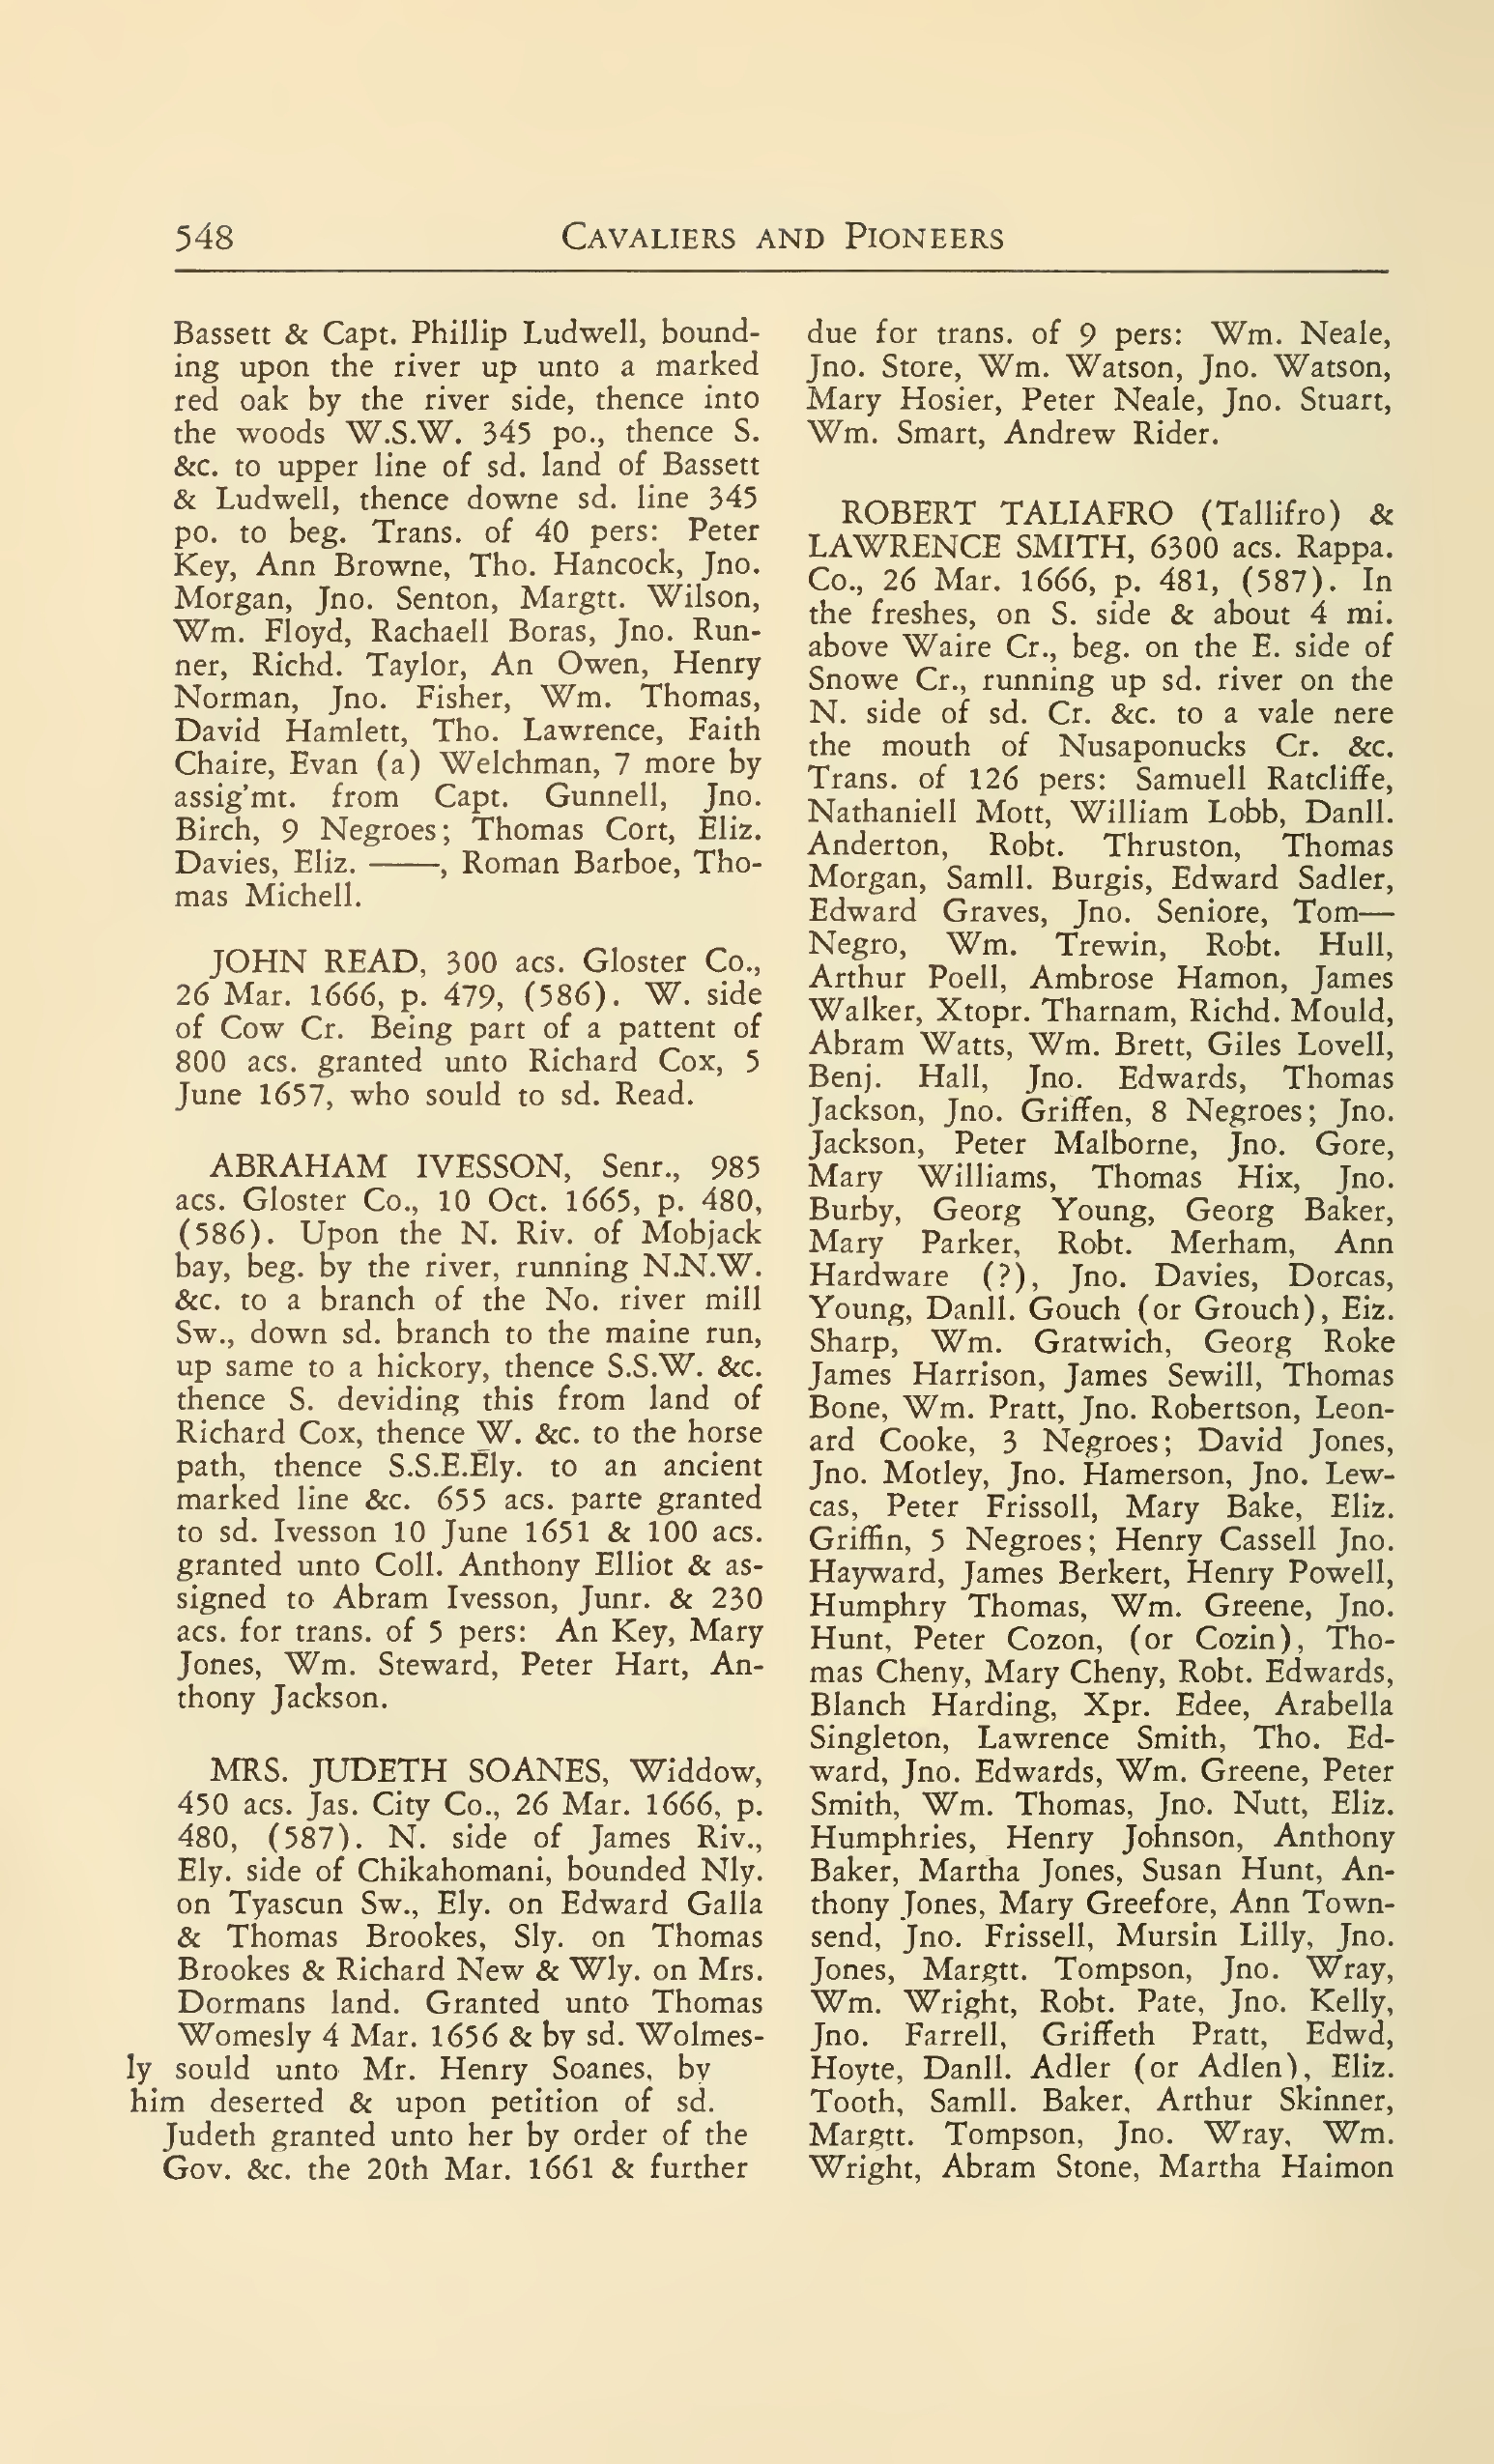 548
CAVALIERS AND PIONEERS
Bassett & Capt. Phillip Ludwell, bound-
ing upon the river up unto a marked
red oak by the river side, thence into
the woods W.S.W. 345 po., thence S.
&c. to upper line of sd. land of Bassett
& Ludwell, thence downe sd. line 345
po. to beg. Trans. of 40 pers: Peter
Key, Ann Browne, Tho. Hancock, Jno.
Morgan, Jno. Senton, Margtt. Wilson,
Wm. Floyd, Rachaell Boras, Jno. Run-
ner, Richd. Taylor, An Owen, Henry
Norman, Jno. Fisher, Wm. Thomas,
David Hamlett, Tho. Lawrence, Faith
Chaire, Evan (a) Welchman, 7 more by
assig'mt. from Capt. Gunnell, Jno.
Birch, 9 Negroes; Thomas Cort, Eliz.
Davies, Eliz. ——, Roman Barboe, Tho-
mas Michell.
JOHN READ, 300 acs. Gloster Co.,
26 Mar. 1666, p. 479, (586). W. side
of Cow Cr. Being part of a pattent of
800 acs. granted unto Richard Cox, 5
June 1657, who sould to sd. Read.
ABRAHAM IVESSON, Senr., 985
acs. Gloster Co., 10 Oct. 1665, p. 480,
(586). Upon the N. Riv. of Mobjack
bay, beg. by the river, running N.N.W.
&c. to a branch of the No. river mill
Sw., down sd. branch to the maine run,
up same to a hickory, thence S.S.W. &c.
thence S. deviding this from land of
Richard Cox, thence W. &c. to the horse
path, thence S.S.E.Ely. to an ancient
marked line &c. 655 acs. parte granted
to sd. Ivesson 10 June 1651 & 100 acs.
granted unto Coll. Anthony Elliot & as-
signed to Abram Ivesson, Junr. & 230
acs. for trans. of 5 pers: An Key, Mary
Jones, Wm. Steward, Peter Hart, An-
thony Jackson.
MRS. JUDETH SOANES, Widdow,
450 acs. Jas. City Co., 26 Mar. 1666, p.
480, (587). N. side of James Riv.,
Ely. side of Chikahomani, bounded Nly.
on Tyascun Sw., Ely. on Edward Galla
& Thomas Brookes, Sly. on Thomas
Brookes & Richard New & Wly. on Mrs.
Dormans land. Granted unto Thomas
Womesly 4 Mar. 1656 & by sd. Wolmes-
ly sould unto Mr. Henry Soanes, by
him deserted & upon petition of sd.
Judeth granted unto her by order of the
Gov. &c. the 20th Mar. 1661 & further
due for trans. of 9 pers: Wm. Neale,
Jno. Store, Wm. Watson, Jno. Watson,
Mary Hosier, Peter Neale, Jno. Stuart,
Wm. Smart, Andrew Rider.
ROBERT TALIAFRO (Tallifro) &
LAWRENCE SMITH, 6300 acs. Rappa.
Co., 26 Mar. 1666, p. 481, (587). In
the freshes, on S. side & about 4 mi.
above Waire Cr., beg. on the E. side of
Snowe Cr., running up sd. river on the
N. side of sd. Cr. &c. to a vale nere
the mouth of Nusaponucks Cr. &c.
Trans. of 126 pers: Samuell Ratcliffe,
Nathaniell Mott, William Lobb, Danll.
Anderton, Robt. Thruston, Thomas
Morgan, Samll. Burgis, Edward Sadler,
Edward Graves, Jno. Seniore, Tom—
Negro, Wm. Trewin, Robt. Hull,
Arthur Poell, Ambrose Hamon, James
Walker, Xtopr. Tharnam, Richd. Mould,
Abram Watts, Wm. Brett, Giles Lovell,
Benj. Hall, Jno. Edwards, Thomas
Jackson, Jno. Griffen, 8 Negroes; Jno.
Jackson, Peter Malborne, Jno. Gore,
Mary Williams, Thomas Hix, Jno.
Burby, Georg Young, Georg Baker,
Mary Parker, Robt. Merham, Ann
Hardware (?), Jno. Davies, Dorcas,
Young, Danll. Gouch (or Grouch), Eiz.
Sharp, Wm. Gratwich, Georg Roke
James Harrison, James Sewill, Thomas
Bone, Wm. Pratt, Jno. Robertson, Leon-
ard Cooke, 3 Negroes; David Jones,
Jno. Motley, Jno. Hamerson, Jno. Lew-
cas, Peter Frissoll, Mary Bake, Eliz.
Griffin, 5 Negroes; Henry Cassell Jno.
Hayward, James Berkert, Henry Powell,
Humphry Thomas, Wm. Greene, Jno.
Hunt, Peter Cozon, (or Cozin), Tho-
mas Cheny, Mary Cheny, Robt. Edwards,
Blanch Harding, Xpr. Edee, Arabella
Singleton, Lawrence Smith, Tho. Ed-
ward, Jno. Edwards, Wm. Greene, Peter
Smith, Wm. Thomas, Jno. Nutt, Eliz.
Humphries, Henry Johnson, Anthony
Baker, Martha Jones, Susan Hunt, An-
thony Jones, Mary Greefore, Ann Town-
send, Jno. Frissell, Mursin Lilly, Jno.
Jones, Margtt. Tompson, Jno. Wray,
Wm. Wright, Robt. Pate, Jno. Kelly,
Jno. Farrell, Griffeth Pratt, Edwd,
Hoyte, Danll. Adler (or Adlen), Eliz.
Tooth, Samll. Baker, Arthur Skinner,
Margtt. Tompson, Jno. Wray, Wm.
Wright, Abram Stone, Martha Haimon